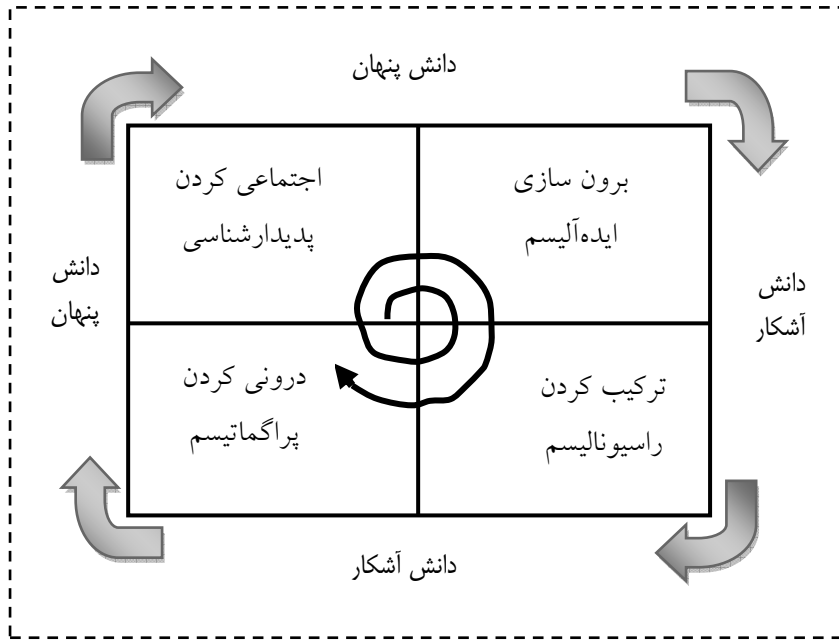 دانش پنهان
اجتماعی کردن
پدیدارشناسی
برون سازی
ایده‌آلیسم
دانش
پنهان
دانش
آشکار
درونی کردن
پراگماتیسم
ترکیب کردن
راسیونالیسم
دانش آشکار